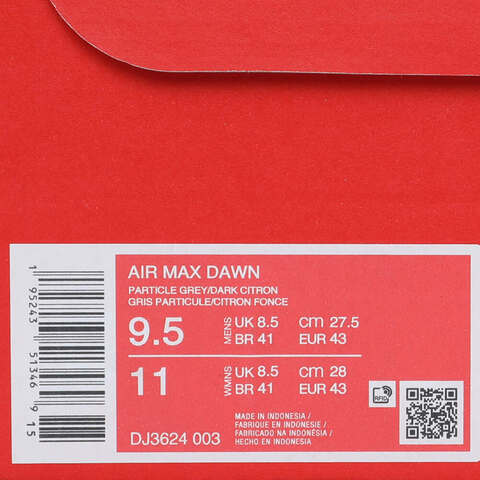 AIR MAX DAWN
PARTICLE GREY/DARK CITRON
GRIS PARTICULE/CITRON FONCE
9.5 MENS UK 8.5 cm 27.5
BR 41 EUR 43
11 WMNS UK 8.5 cm 28
BR 41 EUR 43
RFID
MADE IN INDONESIA /
FABRIQUE EN INDONESIE /
FABRICADO NA INDONÉSIA /
HECHO EN INDONESIA
DJ3624 003
1 95243 51346 9 15